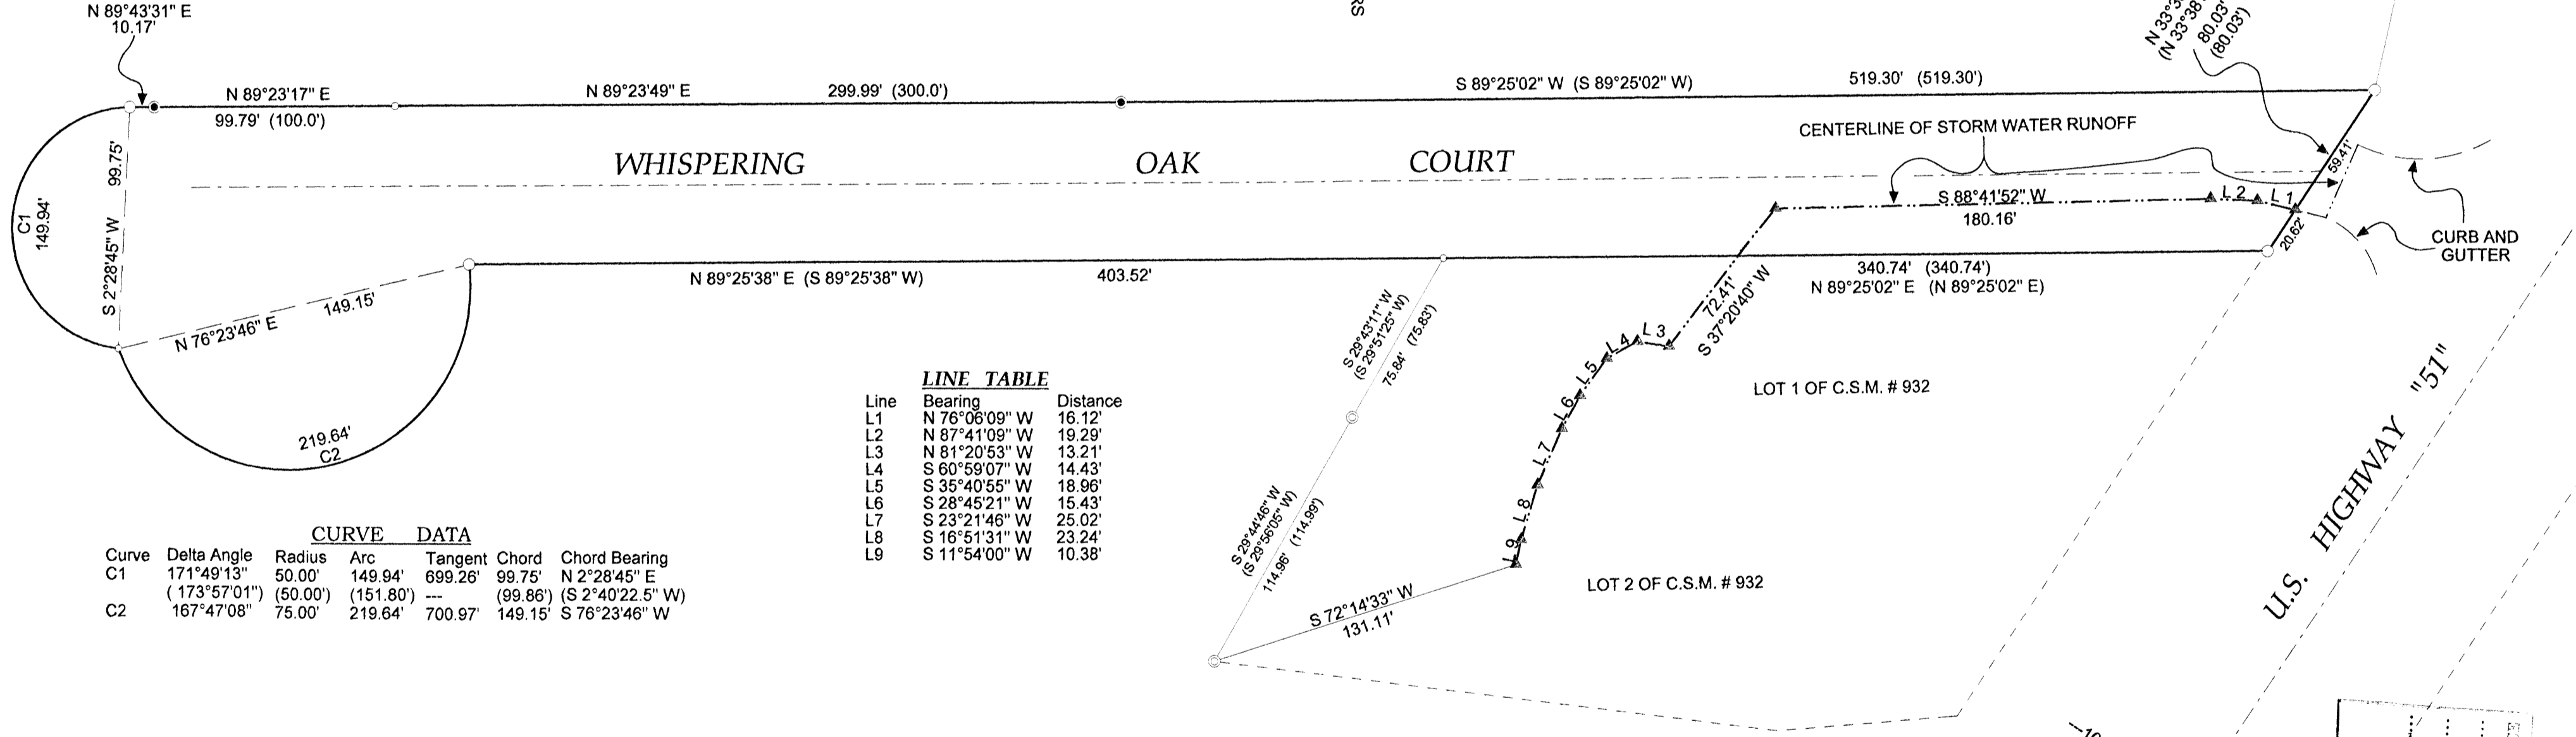 N 89°43'31" E
10.17'
N 89°23'17" E
99.79' (100.0')
N 89°23'49" E
299.99' (300.0')
S 89°25'02" W (S 89°25'02" W)
519.30' (519.30')
80.03'
(80.03')
59.41'
CENTERLINE OF STORM WATER RUNOFF
WHISPERING OAK COURT
S 2°28'45" W 99.75'
C1
149.94'
S 88°41'52" W
180.16'
L 2
L 1
20.62'
CURB AND
GUTTER
N 76°23'46" E 149.15'
N 89°25'38" E (S 89°25'38" W)
403.52'
340.74' (340.74')
N 89°25'02" E (N 89°25'02" E)
72.41'
S 37°20'40" W
L 3
L 4
L 5
L 6
L 7
L 8
L 9
S 29°43'11" W
(S 29°51'25" W)
75.84' (75.83')
S 29°44'46" W
(S 29°56'05" W)
114.96' (114.99')
S 72°14'33" W
131.11'
LOT 1 OF C.S.M. # 932
LOT 2 OF C.S.M. # 932
U.S. HIGHWAY "51"
219.64'
C2
LINE TABLE
Line Bearing Distance
L1 N 76°06'09" W 16.12'
L2 N 87°41'09" W 19.29'
L3 N 81°20'53" W 13.21'
L4 S 60°59'07" W 14.43'
L5 S 35°40'55" W 18.96'
L6 S 28°45'21" W 15.43'
L7 S 23°21'46" W 25.02'
L8 S 16°51'31" W 23.24'
L9 S 11°54'00" W 10.38'
CURVE DATA
Curve Delta Angle Radius Arc Tangent Chord Chord Bearing
C1 171°49'13" 50.00' 149.94' 699.26' 99.75' N 2°28'45" E
( 173°57'01") (50.00') (151.80') --- (99.86') (S 2°40'22.5" W)
C2 167°47'08" 75.00' 219.64' 700.97' 149.15' S 76°23'46" W